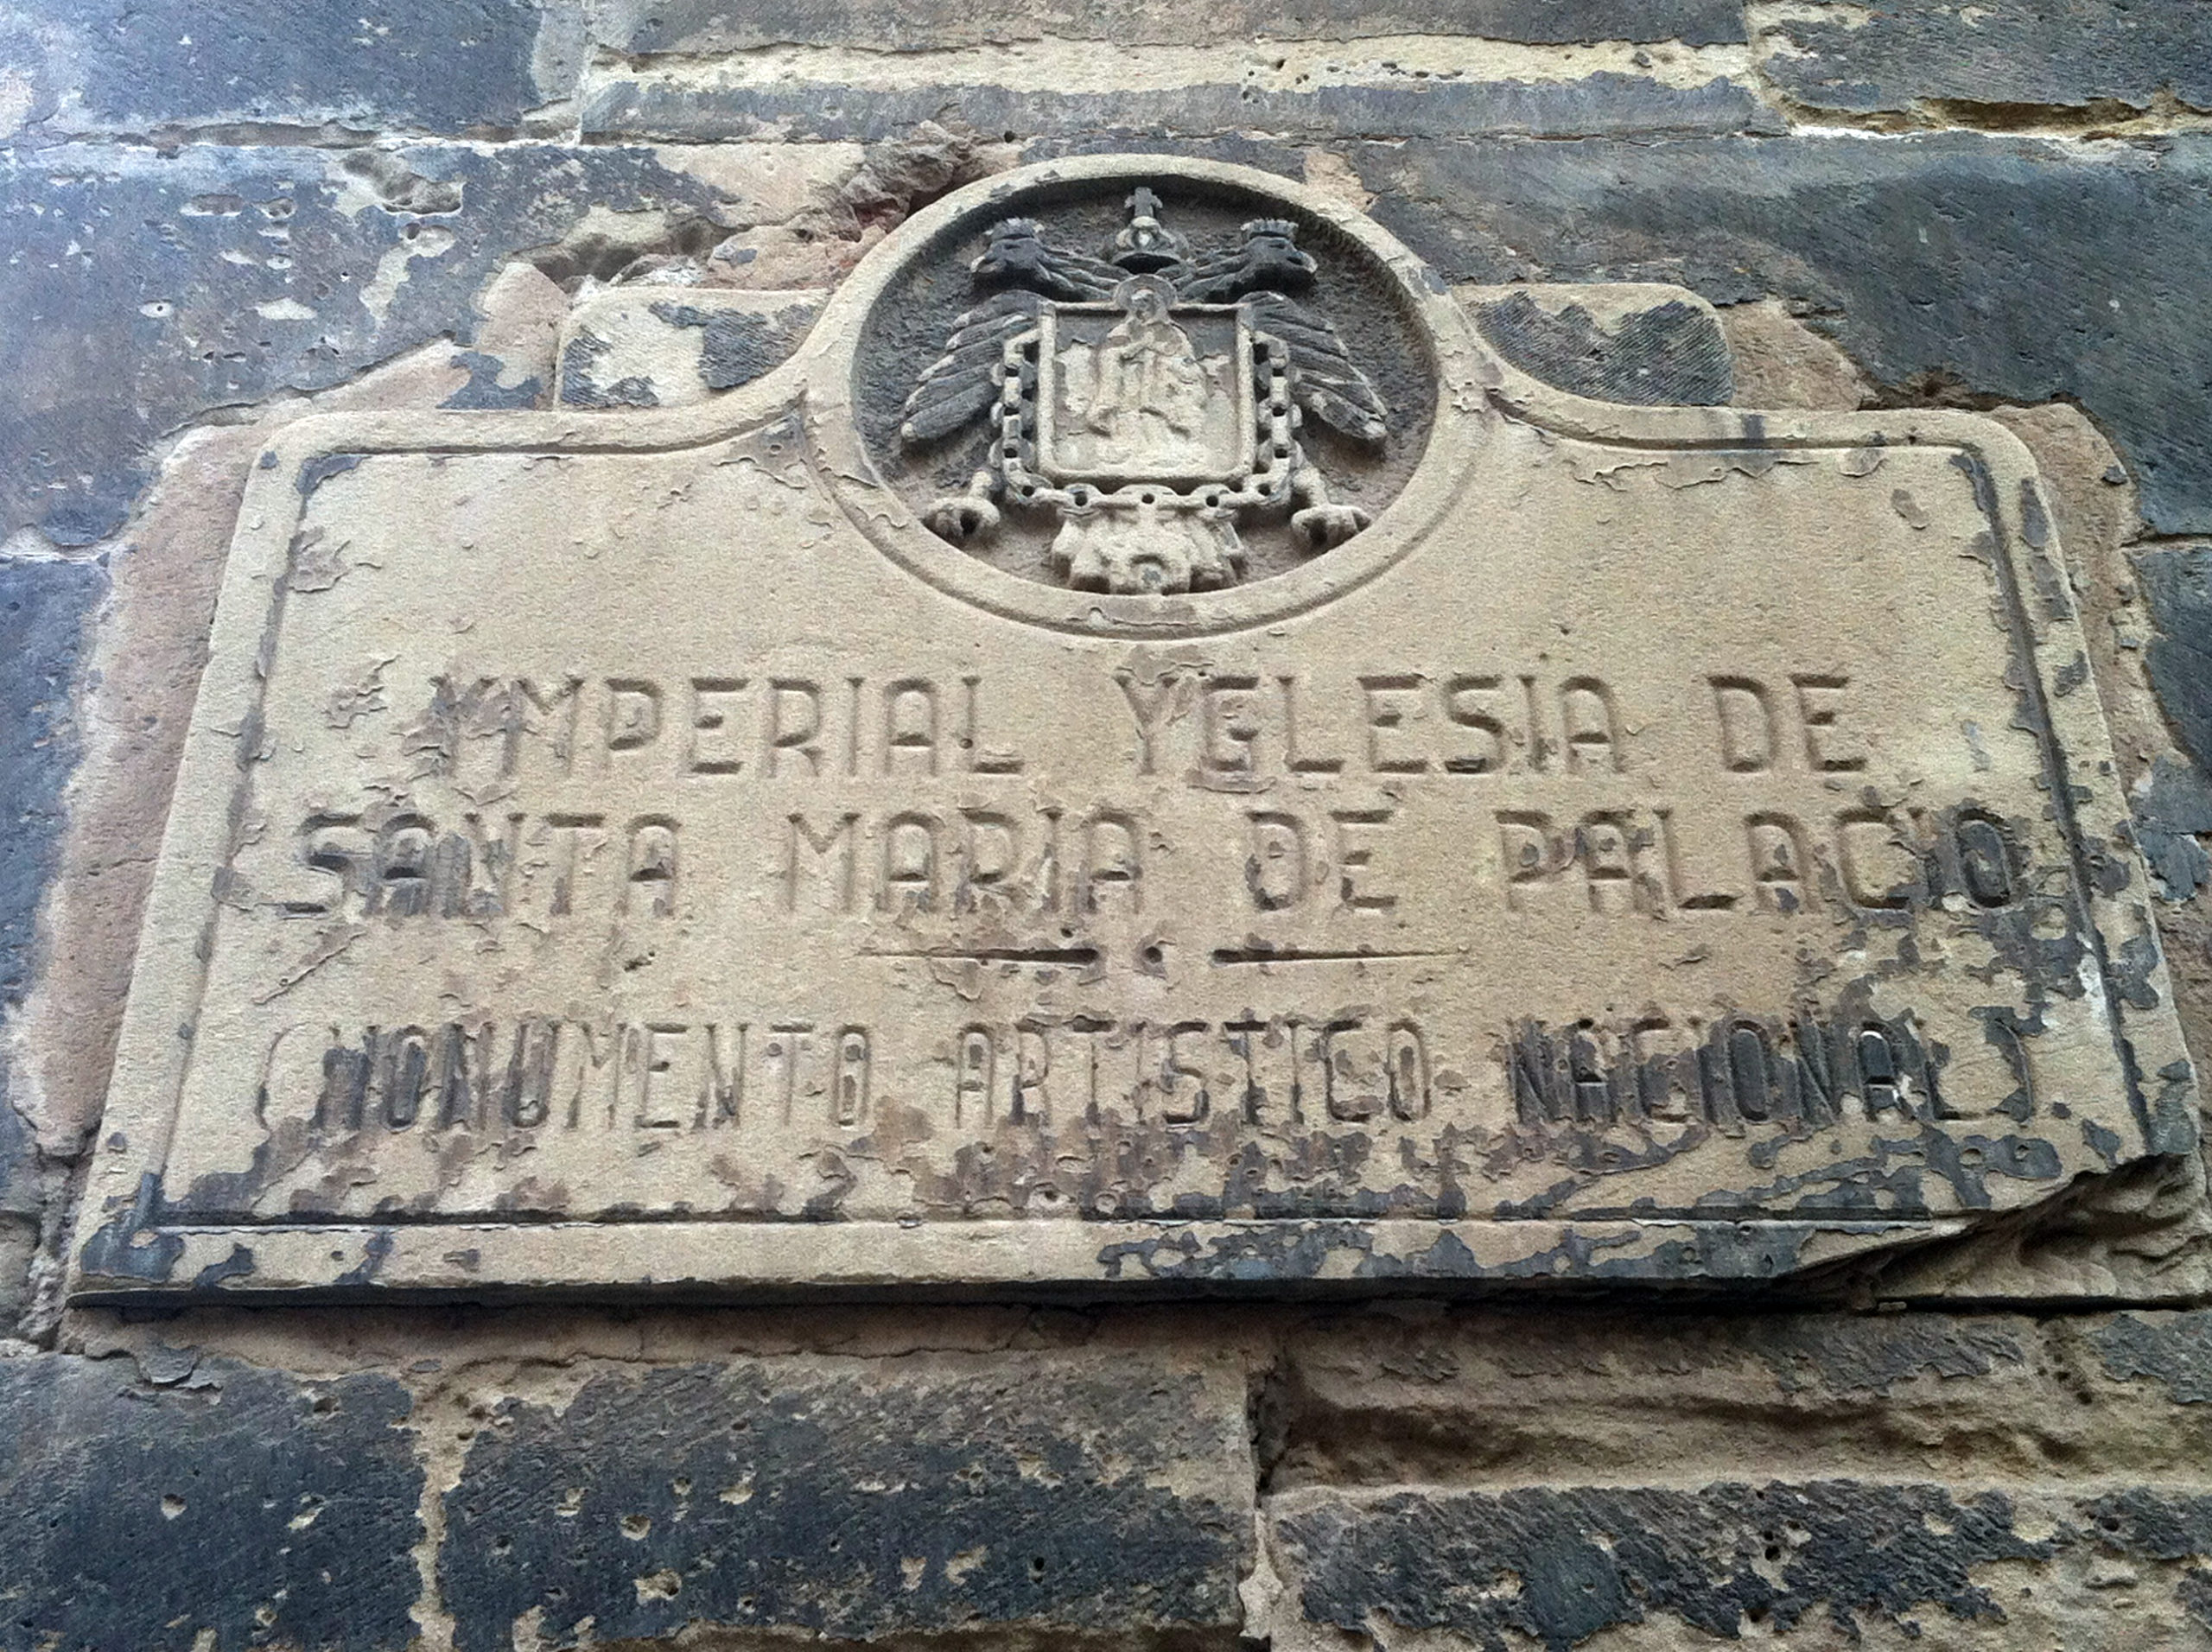 YMPERIAL YGLESIA DE
SANTA MARIA DE PALACIO
(MONUMENTO ARTISTICO NACIONAL)